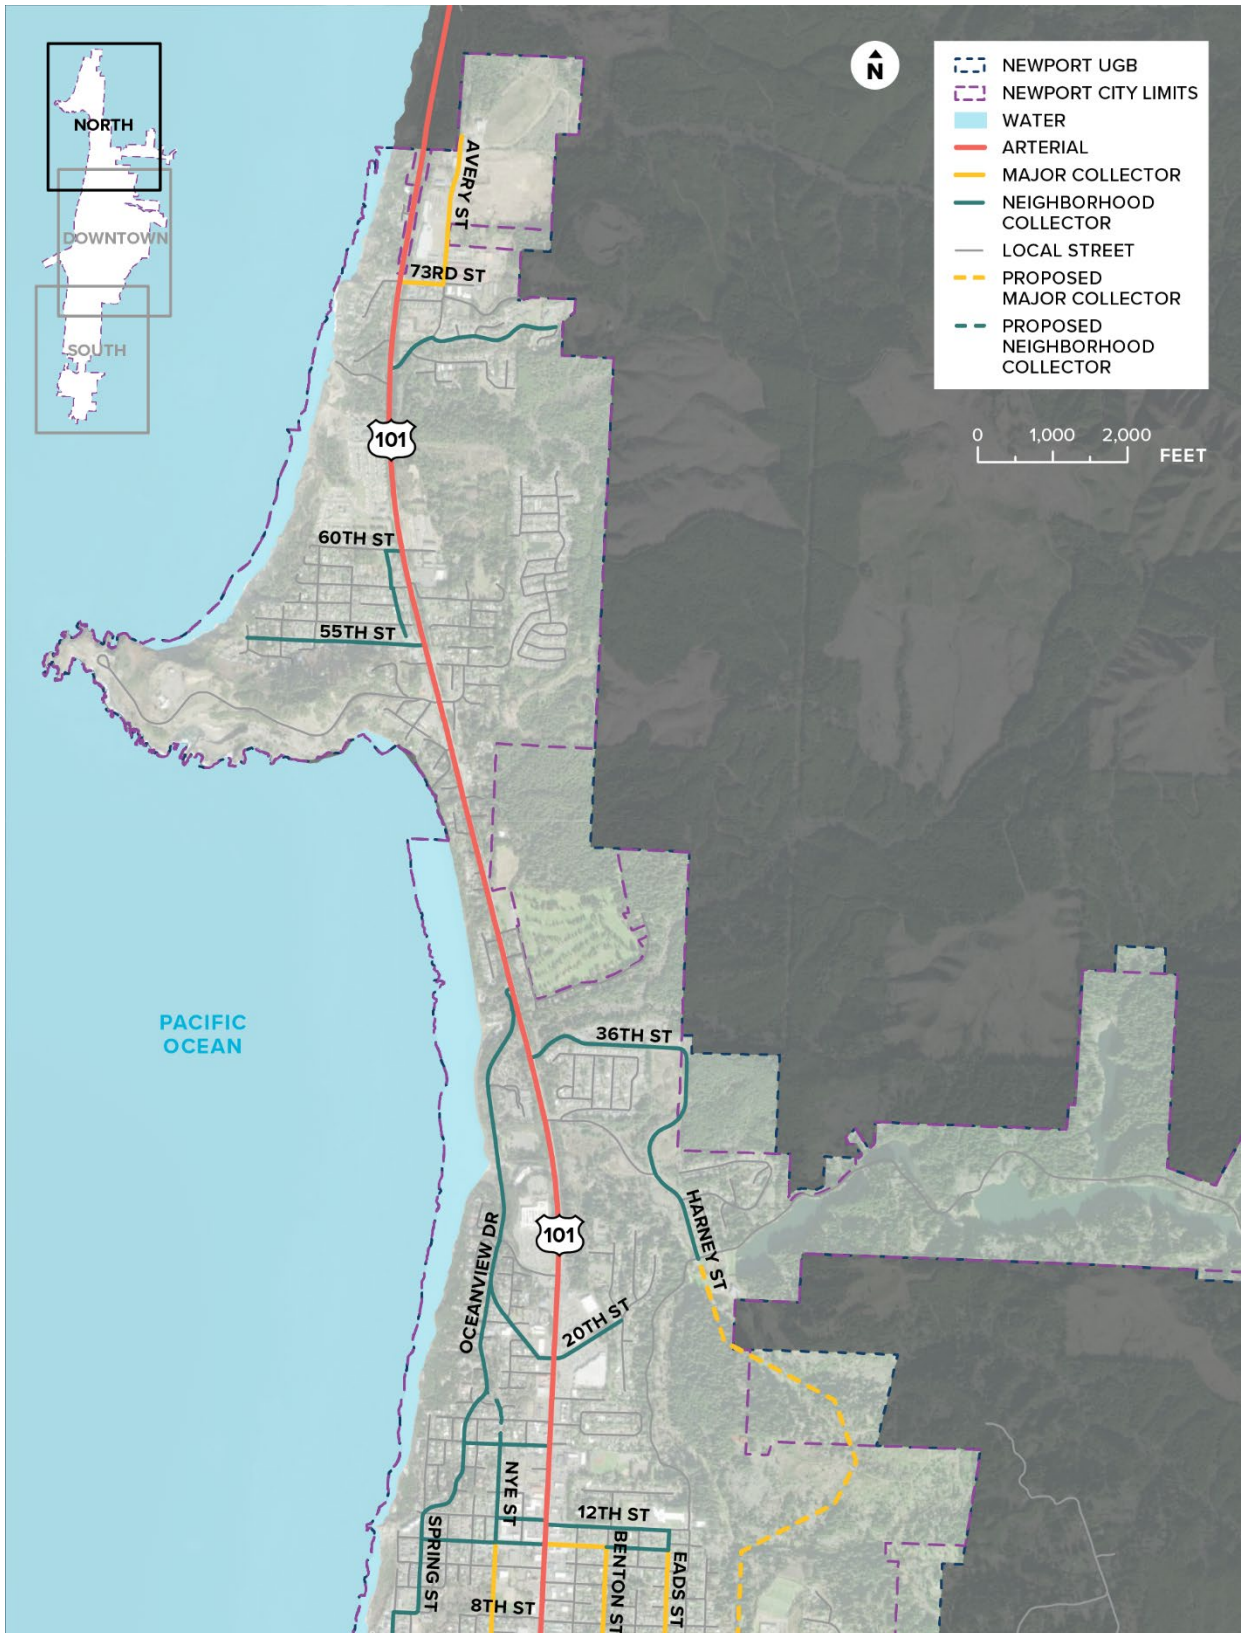 NORTH
DOWNTOWN
SOUTH
N
NEWPORT UGB
NEWPORT CITY LIMITS
WATER
ARTERIAL
MAJOR COLLECTOR
NEIGHBORHOOD
COLLECTOR
LOCAL STREET
PROPOSED
MAJOR COLLECTOR
PROPOSED
NEIGHBORHOOD
COLLECTOR
0 1,000 2,000
FEET
AVERY ST
73RD ST
101
60TH ST
55TH ST
PACIFIC
OCEAN
36TH ST
HARNEY ST
OCEANVIEW DR
101
20TH ST
NYE ST
12TH ST
SPRING ST
BENTON ST
EADS ST
8TH ST